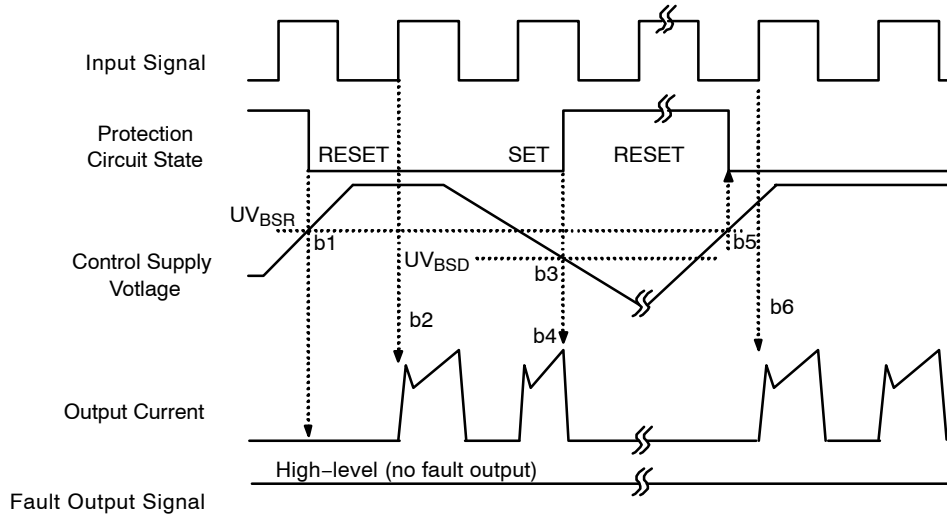 Input Signal
Protection
Circuit State
RESET
SET
RESET
UVBSR
b1
b5
UVBSD
b3
Control Supply
Votlage
b2
b4
b6
Output Current
High−level (no fault output)
Fault Output Signal